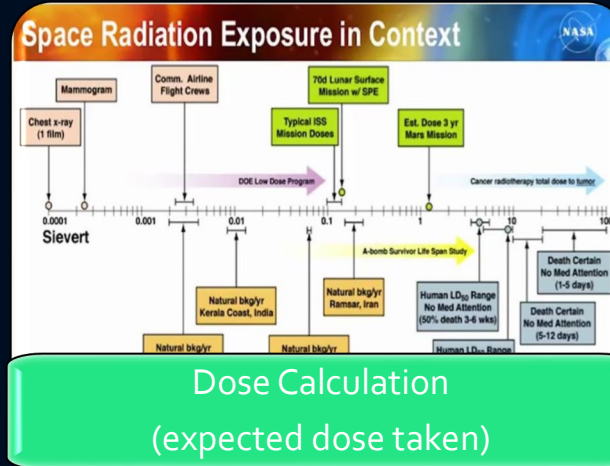 Space Radiation Exposure in Context
NASA
Mammogram
Comm. Airline
Flight Crews
70d Lunar Surface
Mission w/ SPE
Chest x-ray
(1 film)
Typical ISS
Mission Doses
Est. Dose 3 yr
Mars Mission
DOE Low Dose Program
Cancer radiotherapy total dose to tumor
0.0001
0.001
0.01
0.1
1
10
100
Sievert
A-bomb Survivor Life Span Study
Natural bkg/yr
Kerala Coast, India
Natural bkg/yr
Ramsar, Iran
Human LD50 Range
No Med Attention
(50% death 3-6 wks)
Death Certain
No Med Attention
(1-5 days)
Death Certain
No Med Attention
(5-12 days)
Natural bkg/yr
Natural bkg/yr
Human LD50 Range
Dose Calculation
(expected dose taken)